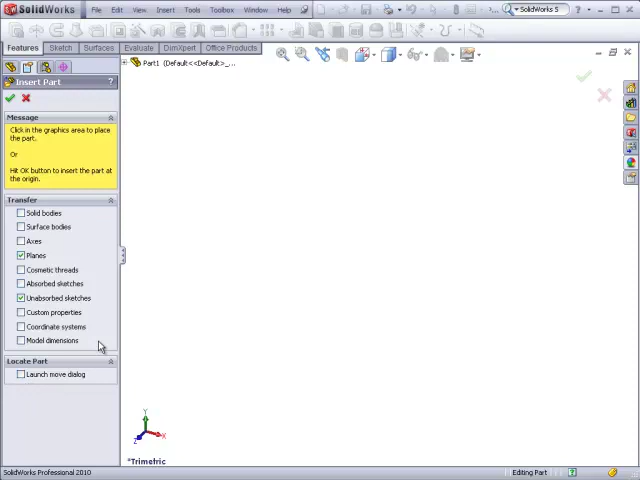 SolidWorks File Edit View Insert Tools Toolbox Window Help SolidWorks S
Features Sketch Surfaces Evaluate DimXpert Office Products
Part1 (Default<<Default>_...
Insert Part ?
Message
Click in the graphics area to place
the part.
Or
Hit OK button to insert the part at
the origin.
Transfer
Solid bodies
Surface bodies
Axes
Planes
Cosmetic threads
Absorbed sketches
Unabsorbed sketches
Custom properties
Coordinate systems
Model dimensions
Locate Part
Launch move dialog
Y
X
Z
*Trimetric
SolidWorks Professional 2010 Editing Part